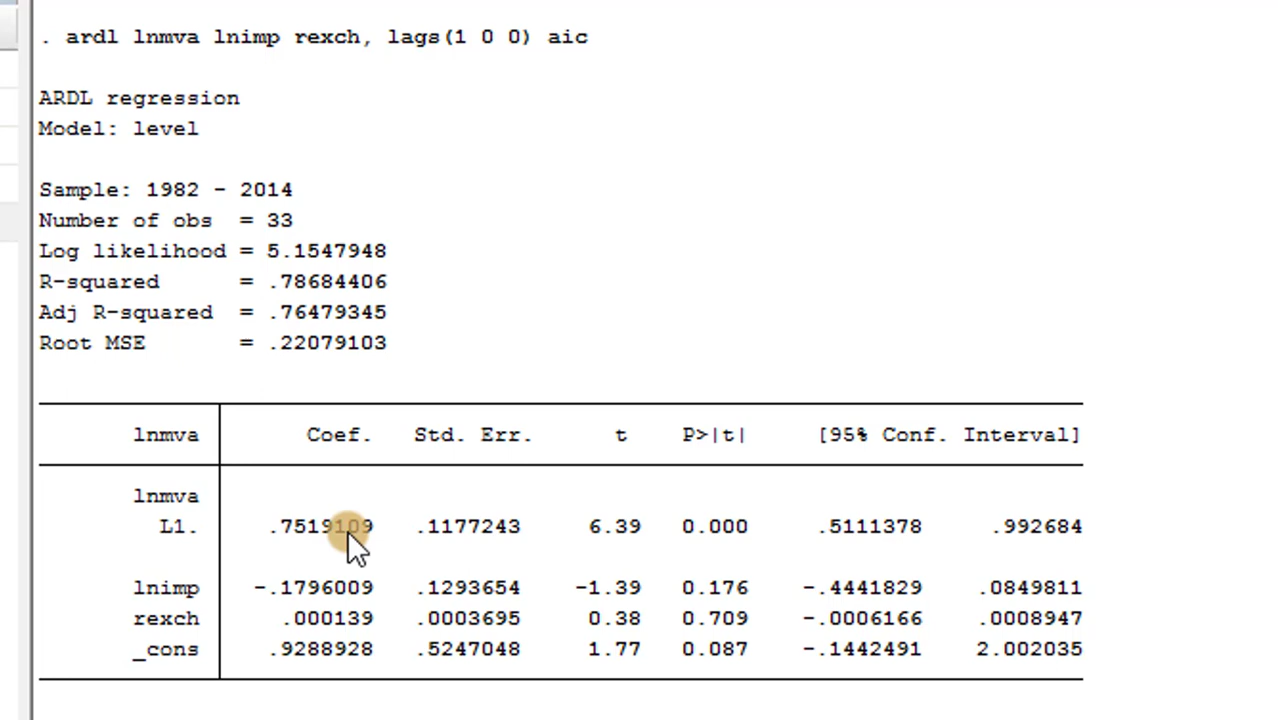 . ardl lnmva lnimp rexch, lags(1 0 0) aic
ARDL regression
Model: level
Sample: 1982 - 2014
Number of obs = 33
Log likelihood = 5.1547948
R-squared = .78684406
Adj R-squared = .76479345
Root MSE = .22079103
lnmva Coef. Std. Err. t P>|t| [95% Conf. Interval]
lnmva
L1. .7519109 .1177243 6.39 0.000 .5111378 .992684
lnimp -.1796009 .1293654 -1.39 0.176 -.4441829 .0849811
rexch .000139 .0003695 0.38 0.709 -.0006166 .0008947
_cons .9288928 .5247048 1.77 0.087 -.1442491 2.002035